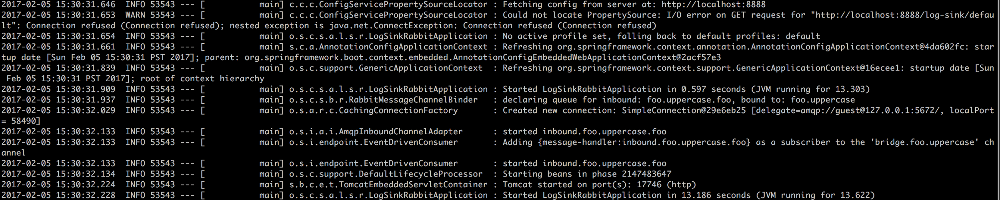 2017-02-05 15:30:31.646  INFO 53543 --- [           main] c.c.c.ConfigServicePropertySourceLocator : Fetching config from server at: http://localhost:8888
2017-02-05 15:30:31.653  WARN 53543 --- [           main] c.c.c.ConfigServicePropertySourceLocator : Could not locate PropertySource: I/O error on GET request for "http://localhost:8888/log-sink/defau
lt": Connection refused (Connection refused); nested exception is java.net.ConnectException: Connection refused (Connection refused)
2017-02-05 15:30:31.654  INFO 53543 --- [           main] o.s.c.s.a.l.s.r.LogSinkRabbitApplication : No active profile set, falling back to default profiles: default
2017-02-05 15:30:31.661  INFO 53543 --- [           main] s.c.a.AnnotationConfigApplicationContext : Refreshing org.springframework.context.annotation.AnnotationConfigApplicationContext@4da602fc: star
tup date [Sun Feb 05 15:30:31 PST 2017]; parent: org.springframework.boot.context.embedded.AnnotationConfigEmbeddedWebApplicationContext@2acf57e3
2017-02-05 15:30:31.839  INFO 53543 --- [           main] o.s.c.support.GenericApplicationContext  : Refreshing org.springframework.context.support.GenericApplicationContext@16ecee1: startup date [Sun
 Feb 05 15:30:31 PST 2017]; root of context hierarchy
2017-02-05 15:30:31.909  INFO 53543 --- [           main] o.s.c.s.a.l.s.r.LogSinkRabbitApplication : Started LogSinkRabbitApplication in 0.597 seconds (JVM running for 13.303)
2017-02-05 15:30:31.937  INFO 53543 --- [           main] o.s.c.s.b.r.RabbitMessageChannelBinder   : declaring queue for inbound: foo.uppercase.foo, bound to: foo.uppercase
2017-02-05 15:30:32.029  INFO 53543 --- [           main] o.s.a.r.c.CachingConnectionFactory       : Created new connection: SimpleConnection@29e6eb25 [delegate=amqp://guest@127.0.0.1:5672/, localPort
= 58490]
2017-02-05 15:30:32.133  INFO 53543 --- [           main] o.s.i.a.i.AmqpInboundChannelAdapter      : started inbound.foo.uppercase.foo
2017-02-05 15:30:32.133  INFO 53543 --- [           main] o.s.i.endpoint.EventDrivenConsumer       : Adding {message-handler:inbound.foo.uppercase.foo} as a subscriber to the 'bridge.foo.uppercase' ch
annel
2017-02-05 15:30:32.133  INFO 53543 --- [           main] o.s.i.endpoint.EventDrivenConsumer       : started inbound.foo.uppercase.foo
2017-02-05 15:30:32.134  INFO 53543 --- [           main] o.s.c.support.DefaultLifecycleProcessor  : Starting beans in phase 2147483647
2017-02-05 15:30:32.224  INFO 53543 --- [           main] s.b.c.e.t.TomcatEmbeddedServletContainer : Tomcat started on port(s): 17746 (http)
2017-02-05 15:30:32.228  INFO 53543 --- [           main] o.s.c.s.a.l.s.r.LogSinkRabbitApplication : Started LogSinkRabbitApplication in 13.186 seconds (JVM running for 13.622)